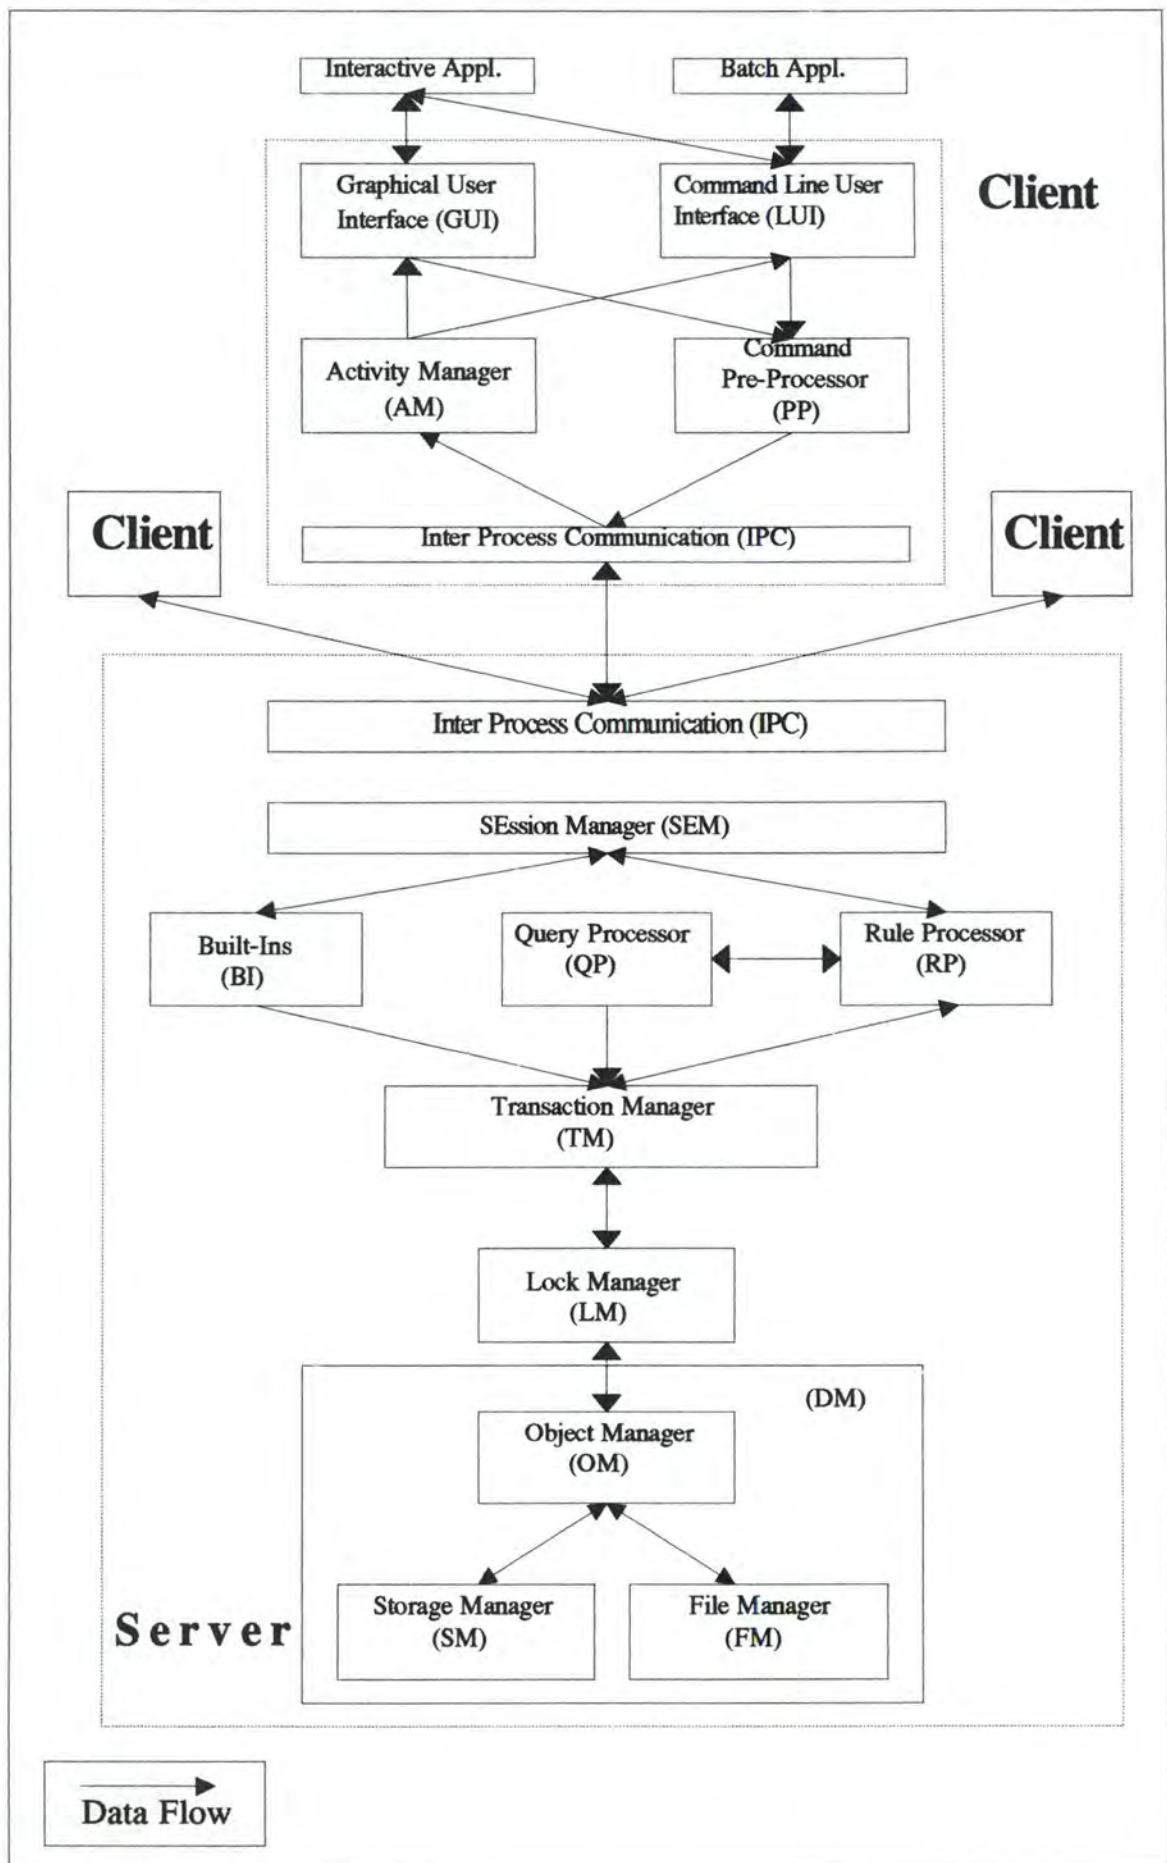 Interactive Appl.
Batch Appl.
Graphical User
Interface (GUI)
Command Line User
Interface (LUI)
Client
Activity Manager
(AM)
Command
Pre-Processor
(PP)
Client
Client
Inter Process Communication (IPC)
Inter Process Communication (IPC)
SEssion Manager (SEM)
Built-Ins
(BI)
Query Processor
(QP)
Rule Processor
(RP)
Transaction Manager
(TM)
Lock Manager
(LM)
(DM)
Object Manager
(OM)
Storage Manager
(SM)
File Manager
(FM)
Server
Data Flow